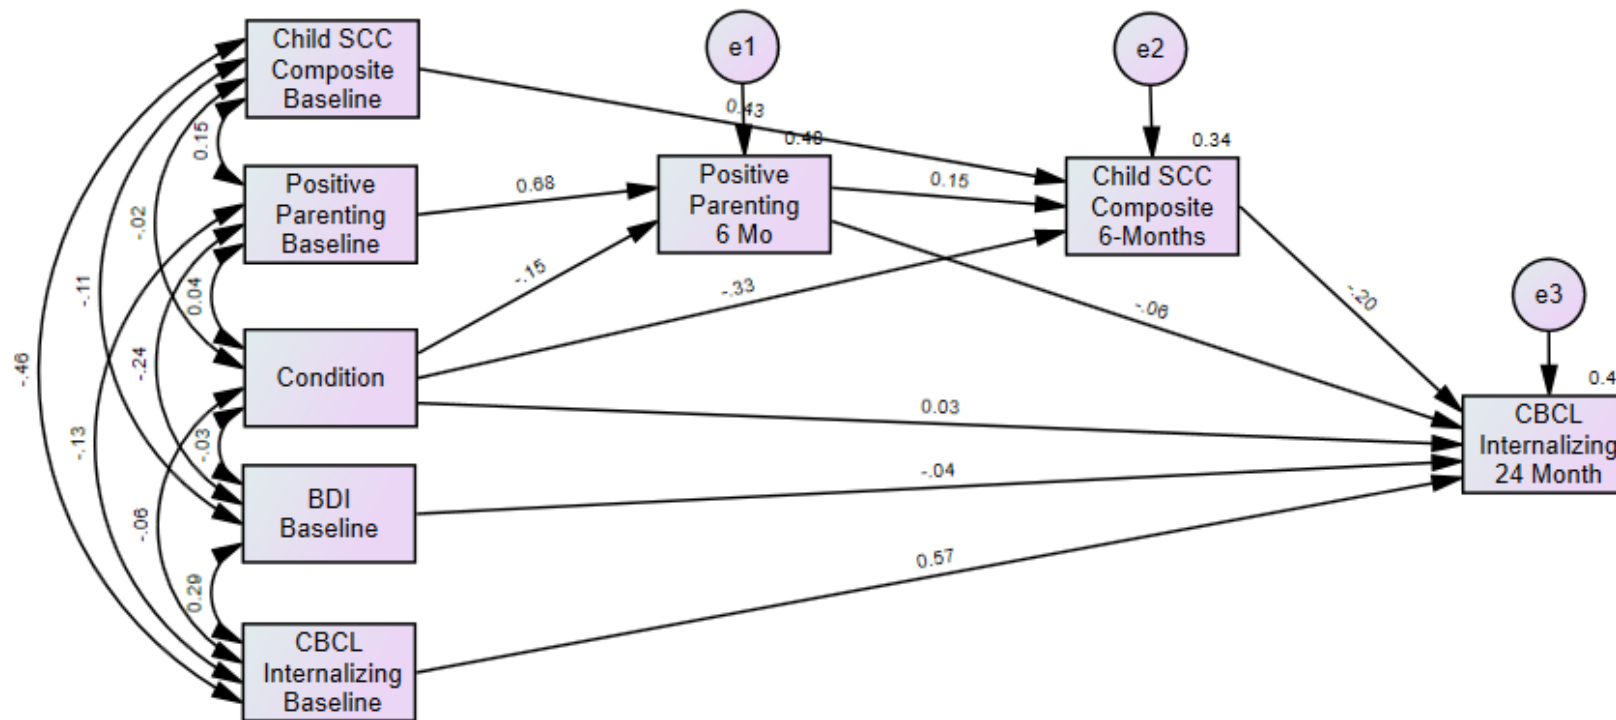 Child SCC
Composite
Baseline
e1
e2
0.43
0.48
0.34
0.15
Positive
Parenting
Baseline
0.68
Positive
Parenting
6 Mo
0.15
Child SCC
Composite
6-Months
-.02
-.11
0.04
-.15
-.33
-.06
-.20
e3
-.46
-.24
Condition
0.03
0.4
CBCL
Internalizing
24 Month
-.13
-.03
-.04
BDI
Baseline
-.06
0.29
0.57
CBCL
Internalizing
Baseline